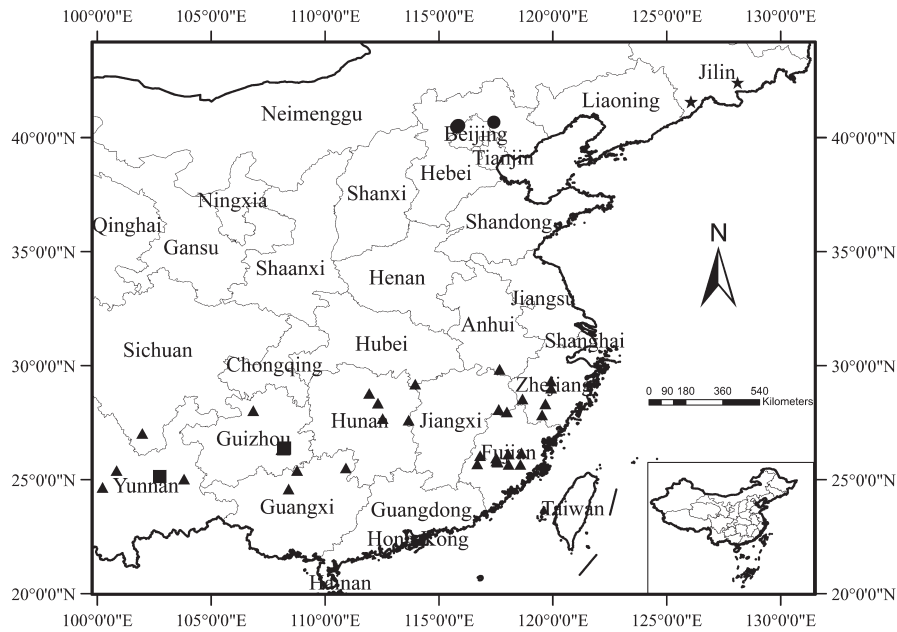 100°0'0"E 105°0'0"E 110°0'0"E 115°0'0"E 120°0'0"E 125°0'0"E 130°0'0"E
Jilin
Liaoning
Neimenggu
40°0'0"N 40°0'0"N
Beijing
Tianjin
Hebei
Shanxi
Ningxia
Qinghai
Shandong
N
Gansu
35°0'0"N 35°0'0"N
Shaanxi
Henan
Jiangsu
Anhui
Shanghai
Hubei
Sichuan
Chongqing
30°0'0"N 30°0'0"N
Zhejiang
0 90 180 360 540
Kilometers
Hunan
Jiangxi
Guizhou
Fujian
25°0'0"N 25°0'0"N
Yunnan
Guangxi
Guangdong
Taiwan
Hong Kong
Hainan
20°0'0"N 20°0'0"N
100°0'0"E 105°0'0"E 110°0'0"E 115°0'0"E 120°0'0"E 125°0'0"E 130°0'0"E